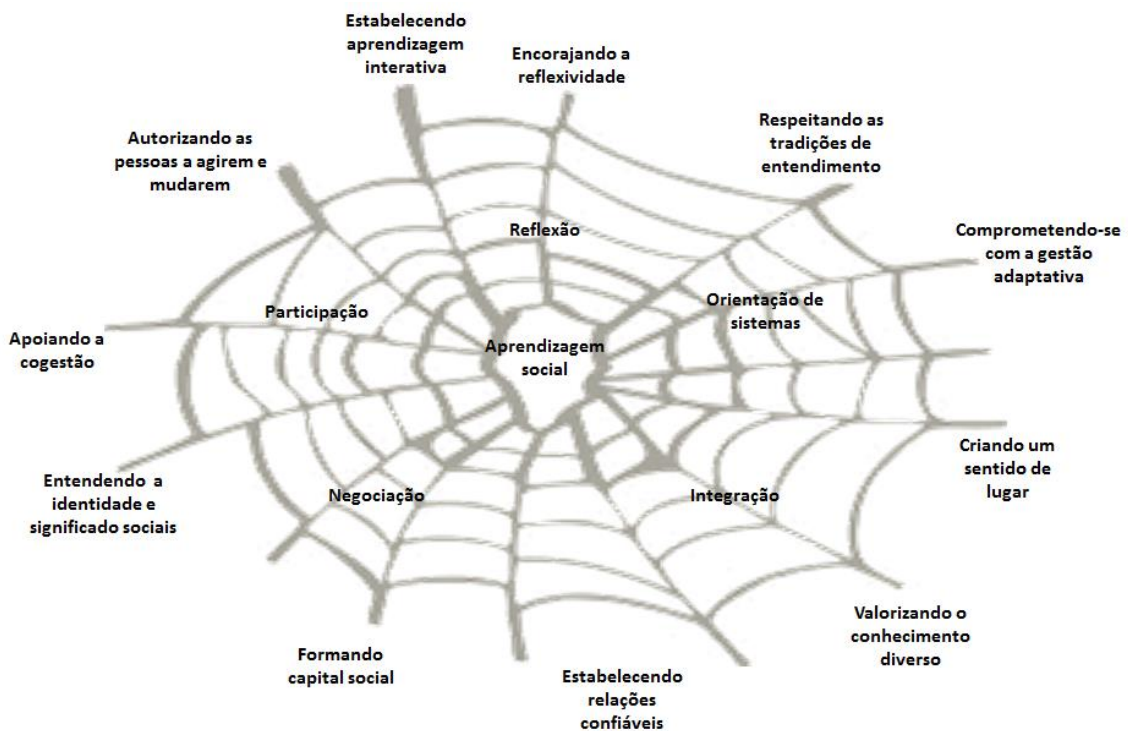 Estabelecendo
aprendizagem
interativa
Encorajando a
reflexividade
Respeitando as
tradições de
entendimento
Autorizando as
pessoas a agirem e
mudarem
Comprometendo-se
com a gestão
adaptativa
Reflexão
Orientação de
sistemas
Participação
Apoiando a
cogestão
Aprendizagem
social
Criando um
sentido de
lugar
Entendendo a
identidade e
significado sociais
Negociação
Integração
Valorizando o
conhecimento
diverso
Formando
capital social
Estabelecendo
relações
confiáveis